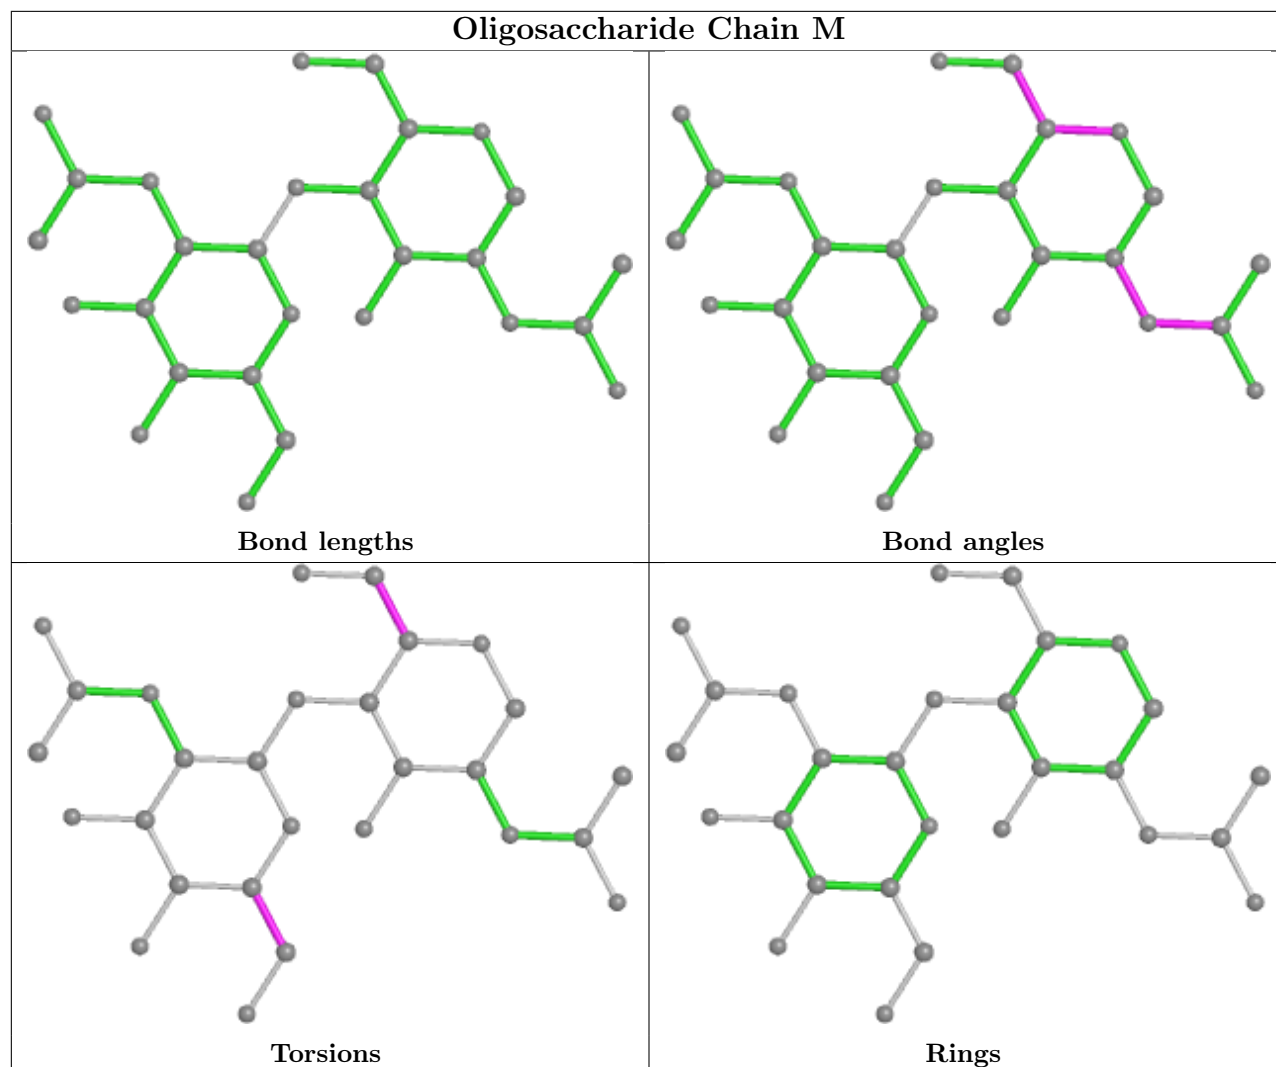 Oligosaccharide Chain M
Bond lengths
Bond angles
Torsions
Rings